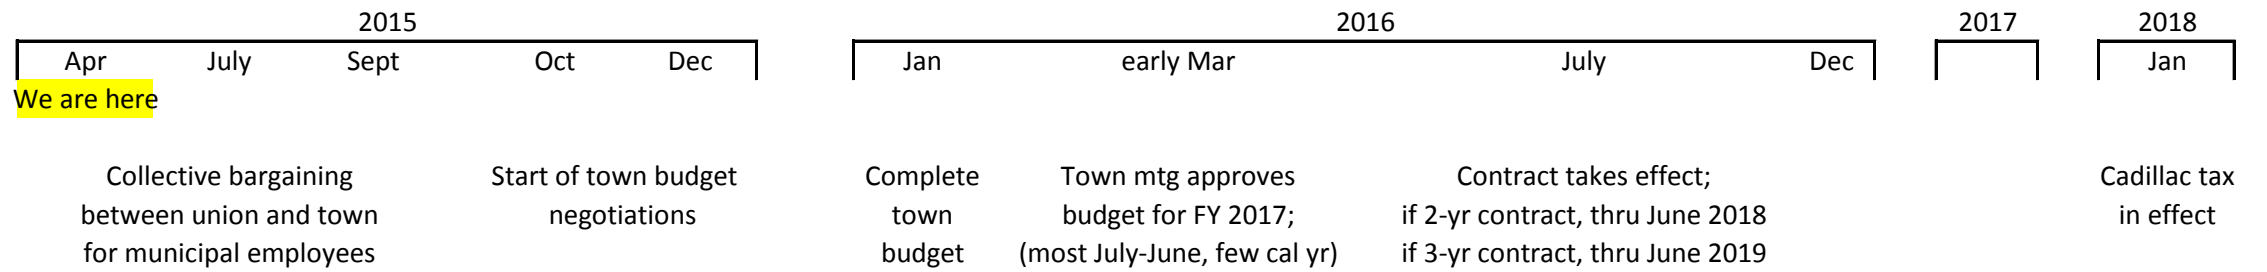 2015 2016 2017 2018
Apr July Sept Oct Dec Jan early Mar July Dec Jan
We are here
Collective bargaining Start of town budget Complete Town mtg approves Contract takes effect; Cadillac tax
between union and town negotiations town budget for FY 2017; if 2-yr contract, thru June 2018 in effect
for municipal employees budget (most July-June, few cal yr) if 3-yr contract, thru June 2019